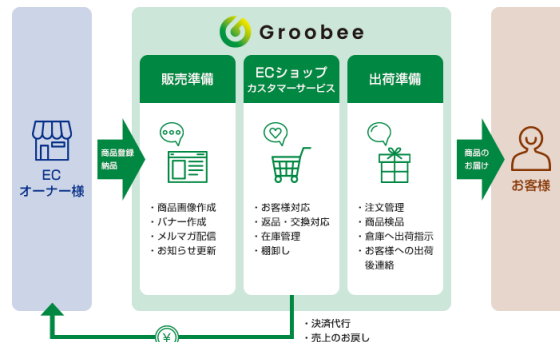 Groobee
販売準備
ECショップ
カスタマーサービス
出荷準備
EC
オーナー様
商品登録
納品
・商品画像作成
・バナー作成
・メルマガ配信
・お知らせ更新
・お客様対応
・返品・交換対応
・在庫管理
・棚卸し
・注文管理
・商品検品
・倉庫へ出荷指示
・お客様への出荷
後連絡
商品の
お届け
お客様
¥
・決済代行
・売上のお戻し